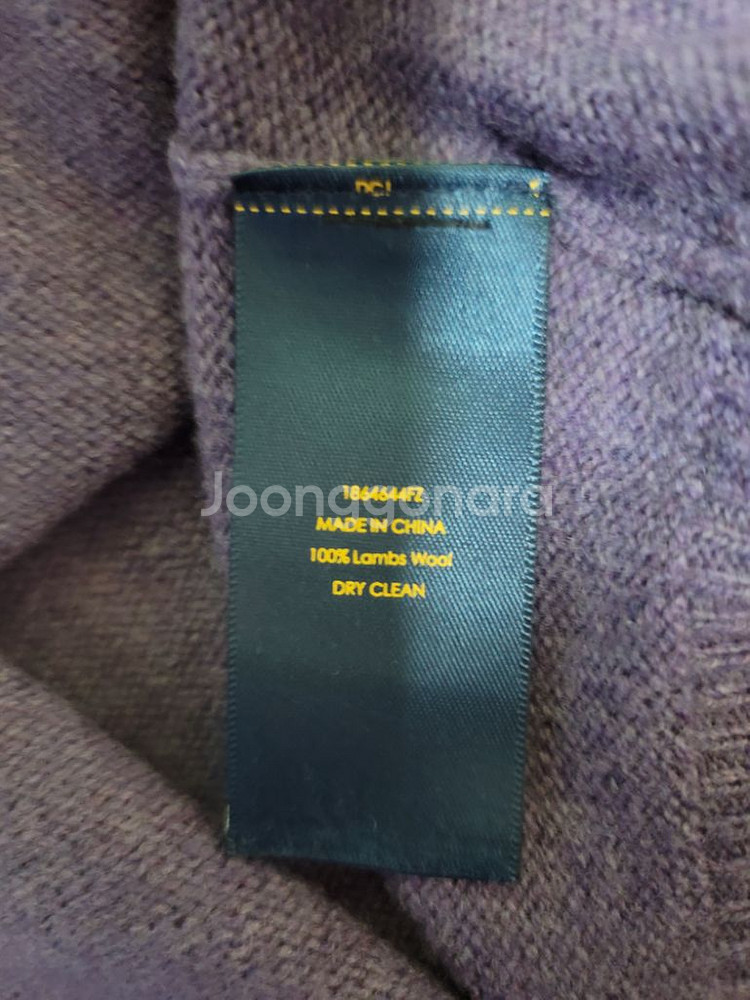 1864644FZ
Joonggonara
MADE IN CHINA
100% Lambs Wool
DRY CLEAN